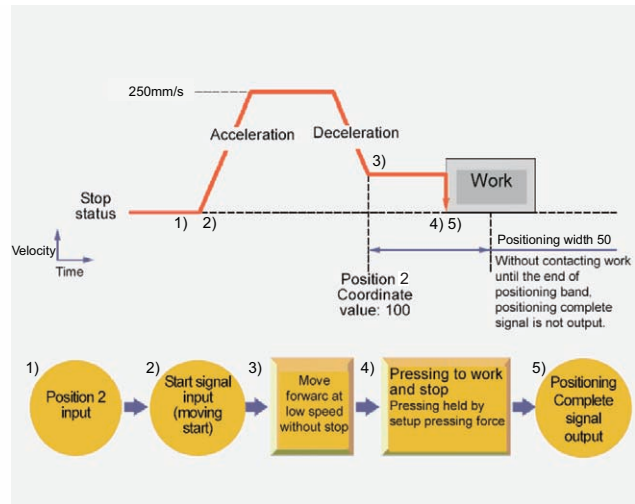 250mm/s
Acceleration
Deceleration
3)
Work
Stop
status
1)
2)
4)
5)
Velocity
Time
Positioning width 50
Without contacting work
until the end of
positioning band,
positioning complete
signal is not output.
Position 2
Coordinate
value: 100
1)
Position 2
input
2)
Start signal
input
(moving
start)
3)
Move
forwarc at
low speed
without stop
4)
Pressing to work
and stop
Pressing held by
setup pressing force
5)
Positioning
Complete
signal
output